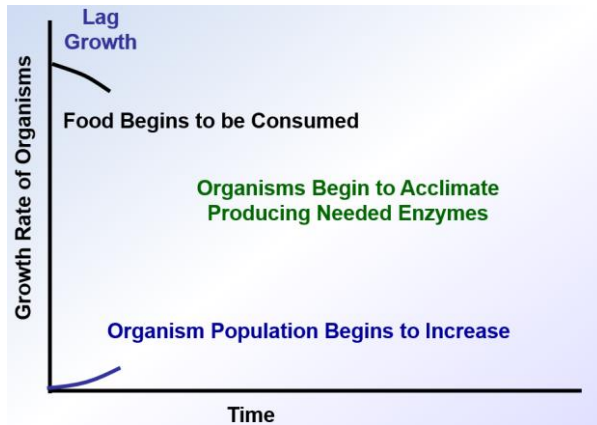 Lag
Growth
Growth Rate of Organisms
Food Begins to be Consumed
Organisms Begin to Acclimate
Producing Needed Enzymes
Organism Population Begins to Increase
Time